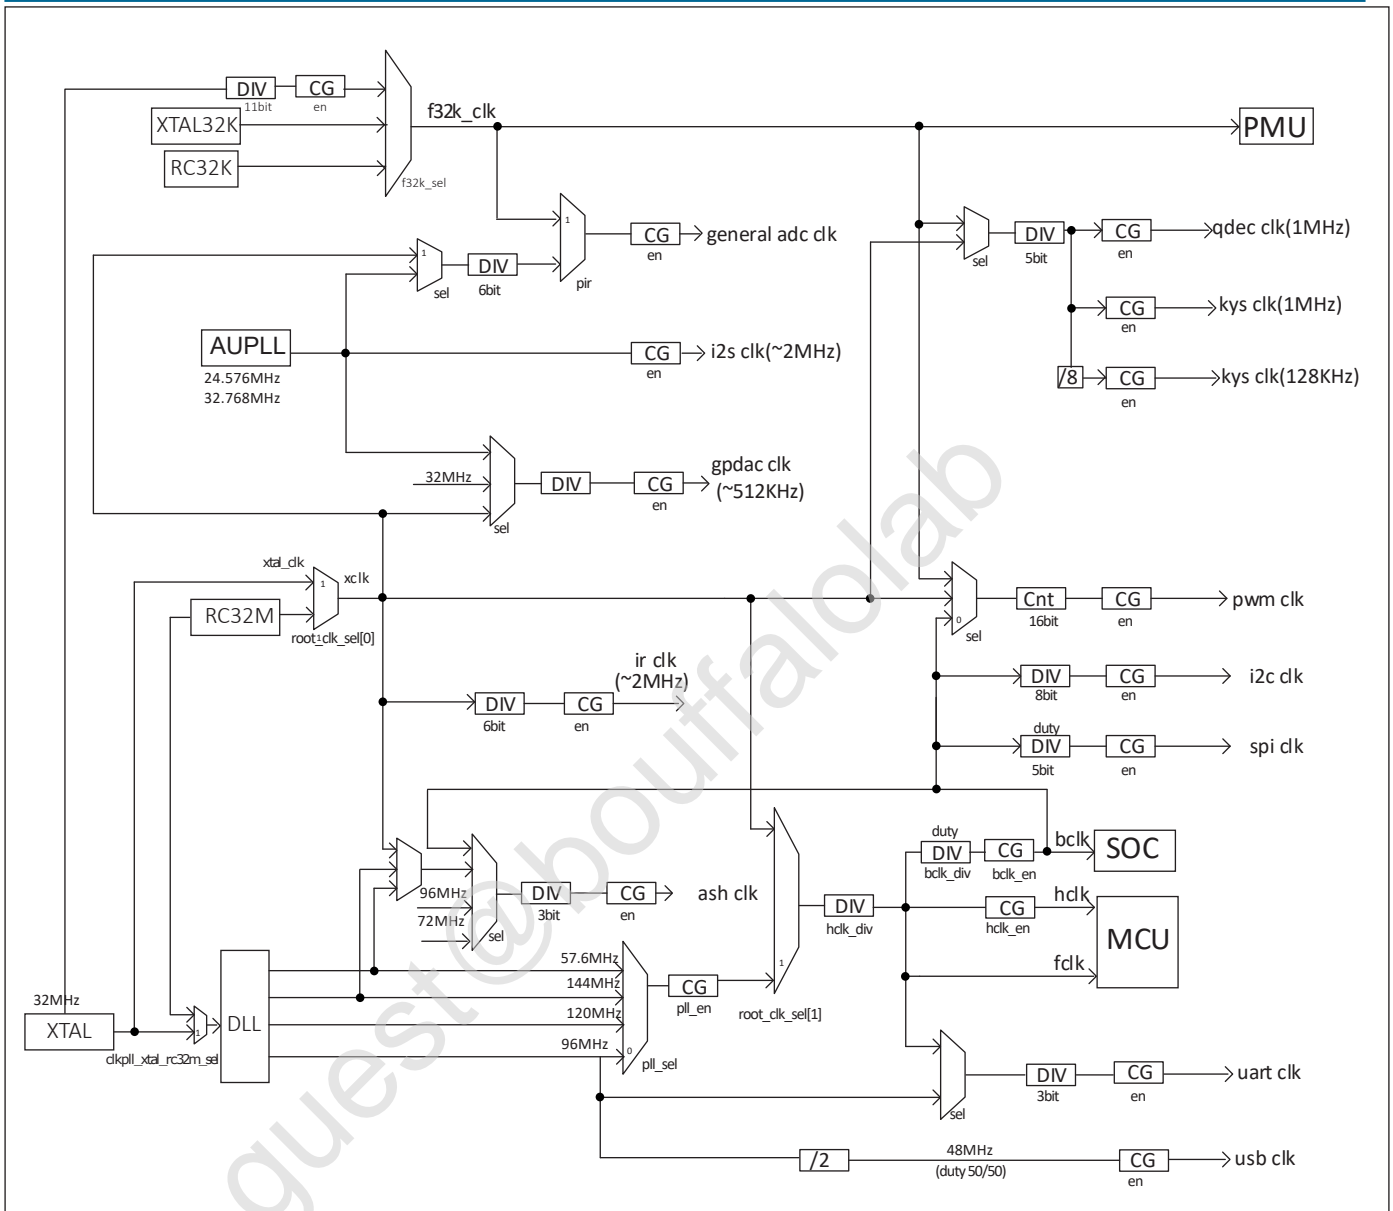 DIV
11bit
CG
en
XTAL32K
RC32K
f32k_sel
f32k_clk
PMU
1
pir
CG
en
general adc clk
1
sel
DIV
6bit
sel
DIV
5bit
CG
en
qdec clk(1MHz)
CG
en
kys clk(1MHz)
/8
CG
en
kys clk(128KHz)
AUPLL
24.576MHz
32.768MHz
CG
en
i2s clk(~2MHz)
32MHz
sel
DIV
CG
en
gpdac clk
(~512KHz)
xtal_clk
1
xclk
RC32M
root_clk_sel[0]
1
0
sel
Cnt
16bit
CG
en
pwm clk
ir clk
(~2MHz)
DIV
6bit
CG
en
DIV
8bit
CG
en
i2c clk
duty
DIV
5bit
CG
en
spi clk
96MHz
72MHz
sel
DIV
3bit
CG
en
ash clk
1
root_clk_sel[1]
DIV
hclk_div
duty
DIV
bclk_div
CG
bclk_en
bclk
SOC
CG
hclk_en
hclk
fclk
MCU
32MHz
XTAL
1
clkpll_xtal_rc32m_sel
DLL
57.6MHz
144MHz
120MHz
96MHz
0
pll_sel
CG
pll_en
sel
DIV
3bit
CG
en
uart clk
/2
48MHz
(duty 50/50)
CG
en
usb clk
guest@bouffalolab